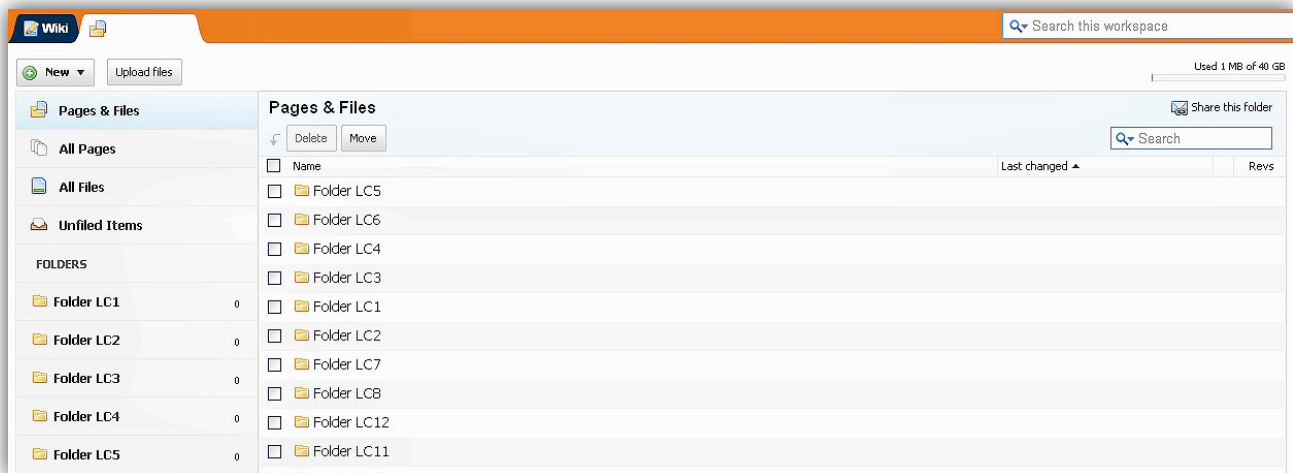 Wiki
Search this workspace
New
Upload files
Used 1 MB of 40 GB
Pages & Files
All Pages
All Files
Unfiled Items
FOLDERS
Folder LC1 0
Folder LC2 0
Folder LC3 0
Folder LC4 0
Folder LC5 0
Pages & Files
Share this folder
Delete Move
Search
Name Last changed Revs
Folder LC5
Folder LC6
Folder LC4
Folder LC3
Folder LC1
Folder LC2
Folder LC7
Folder LC8
Folder LC12
Folder LC11